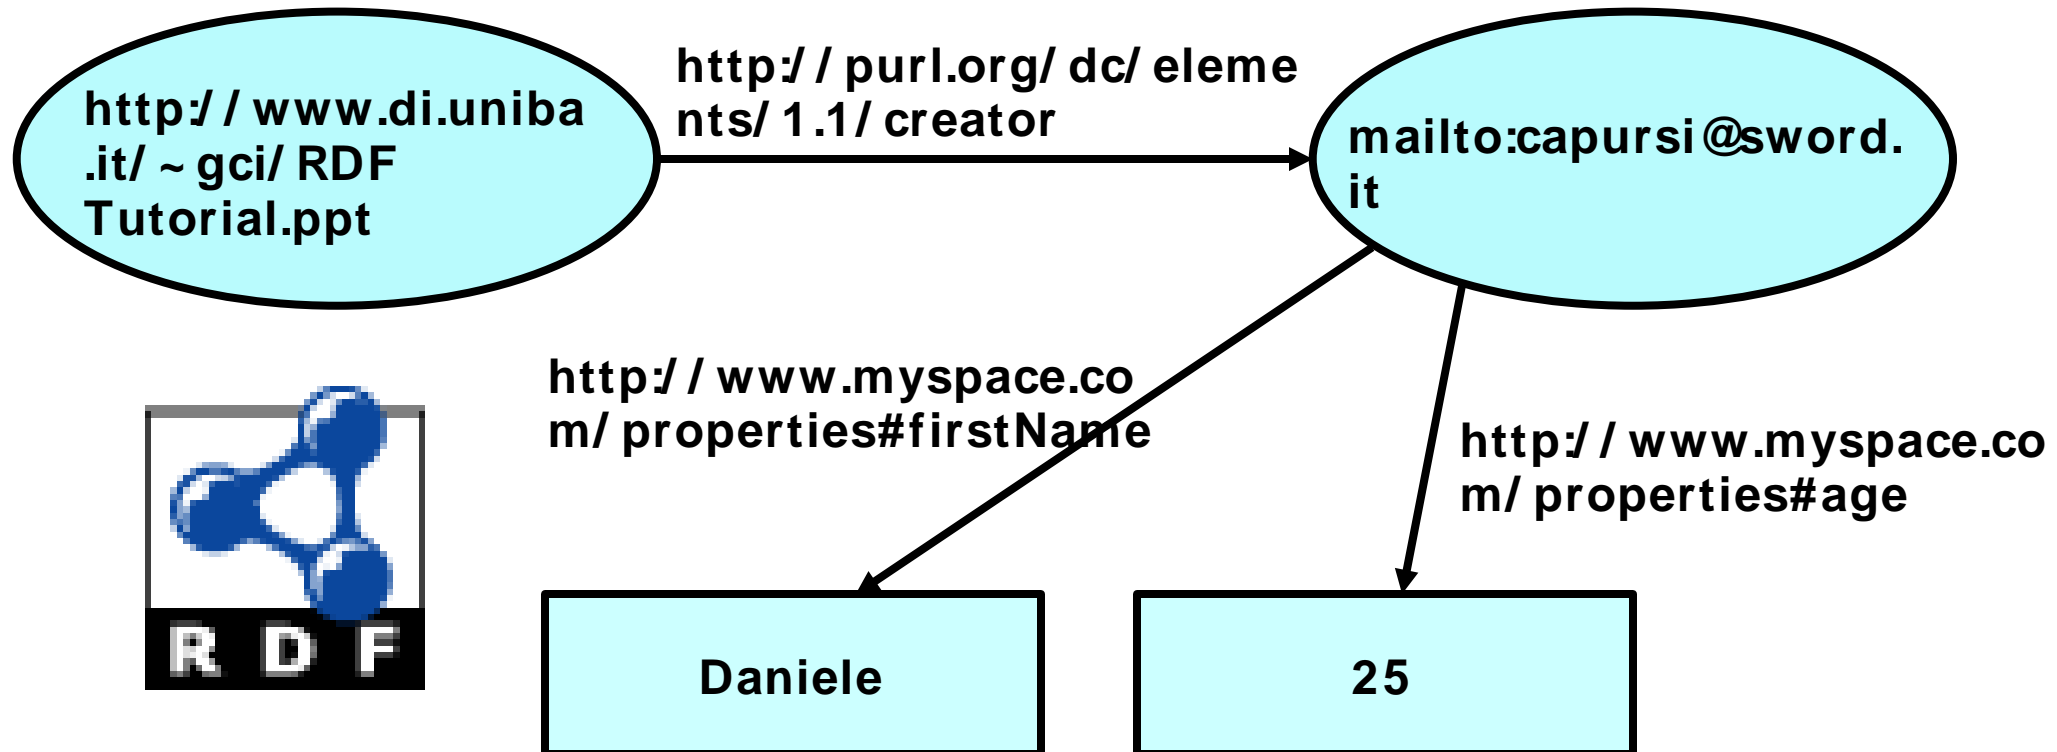 http://www.di.uniba
.it/~gci/RDF
Tutorial.ppt
http://purl.org/dc/eleme
nts/1.1/creator
mailto:capursi@sword.
it
http://www.myspace.co
m/properties#firstName
http://www.myspace.co
m/properties#age
RDF
Daniele
25